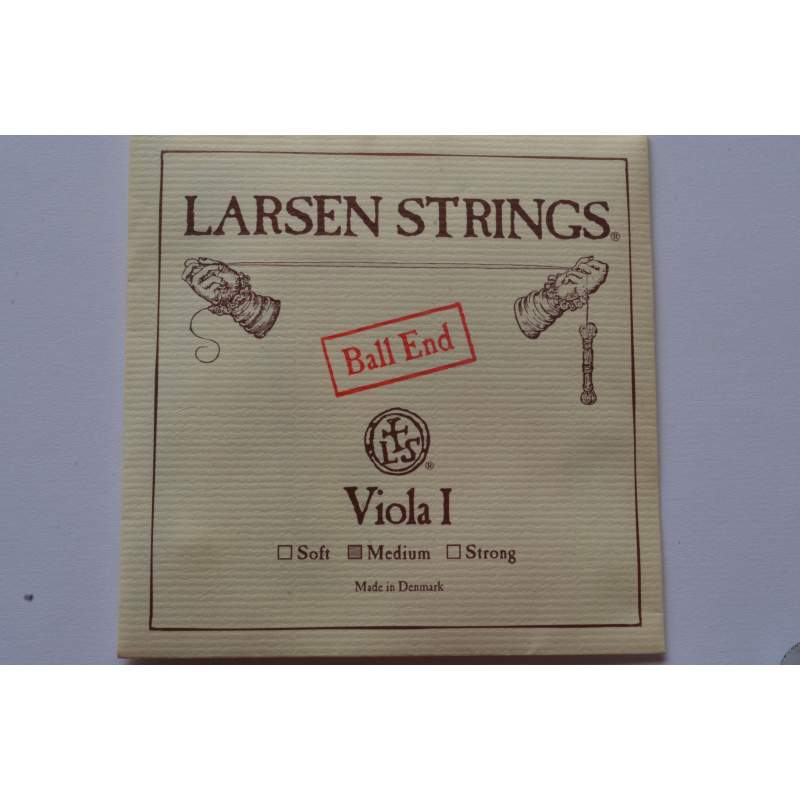 LARSEN STRINGS®
Ball End
LS®
Viola I
Soft Medium Strong
Made in Denmark